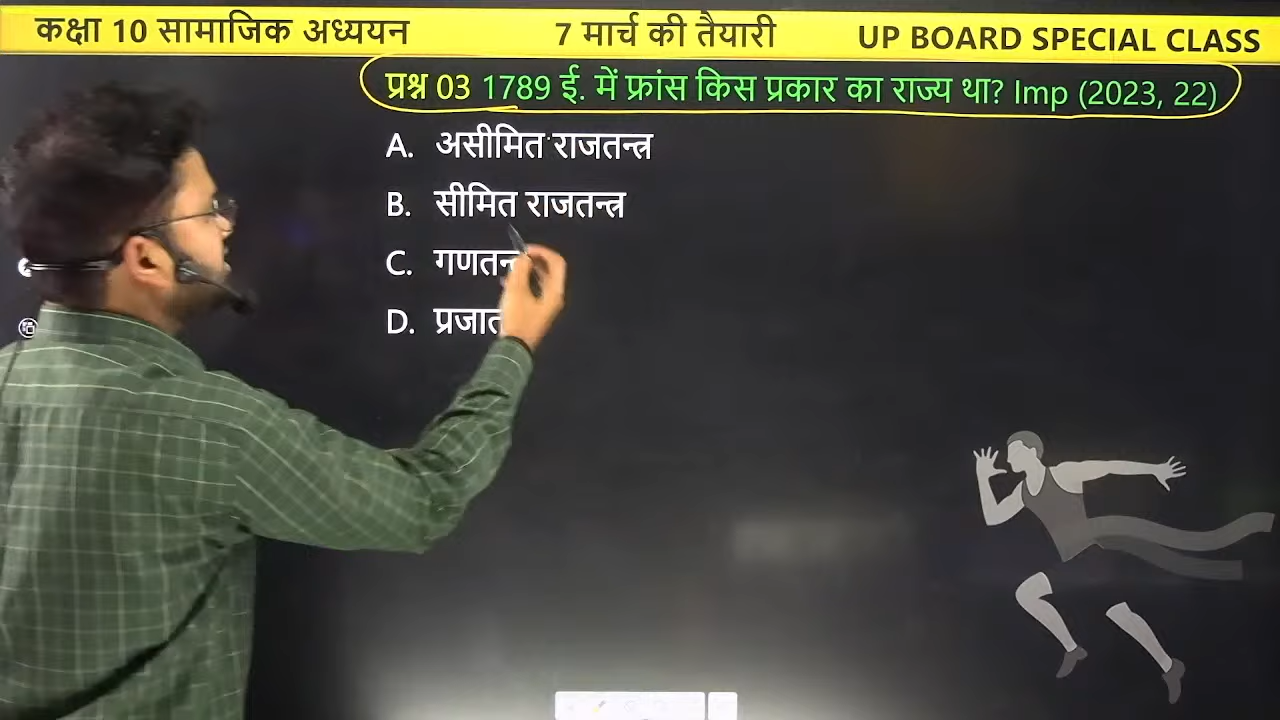 कक्षा 10 सामाजिक अध्ययन 7 मार्च की तैयारी UP BOARD SPECIAL CLASS
प्रश्न 03 1789 ई. में फ्रांस किस प्रकार का राज्य था? Imp (2023, 22)
A. असीमित राजतन्त्र
B. सीमित राजतन्त्र
C.
D.